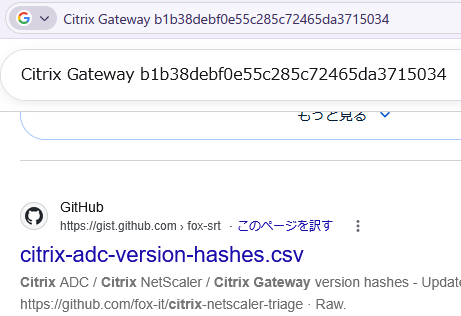 Citrix Gateway b1b38debf0e55c285c72465da3715034
Citrix Gateway b1b38debf0e55c285c72465da3715034
もっと見る
GitHub
https://gist.github.com › fox-srt · このページを訳す
citrix-adc-version-hashes.csv
Citrix ADC / Citrix NetScaler / Citrix Gateway version hashes - Update
https://github.com/fox-it/citrix-netscaler-triage · Raw.